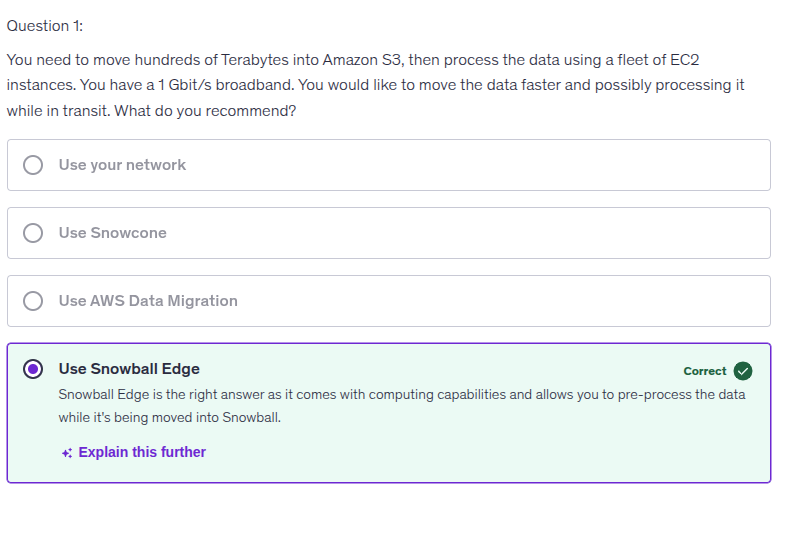 Question 1:
You need to move hundreds of Terabytes into Amazon S3, then process the data using a fleet of EC2
instances. You have a 1 Gbit/s broadband. You would like to move the data faster and possibly processing it
while in transit. What do you recommend?
Use your network
Use Snowcone
Use AWS Data Migration
Use Snowball Edge
Correct
Snowball Edge is the right answer as it comes with computing capabilities and allows you to pre-process the data
while it's being moved into Snowball.
Explain this further